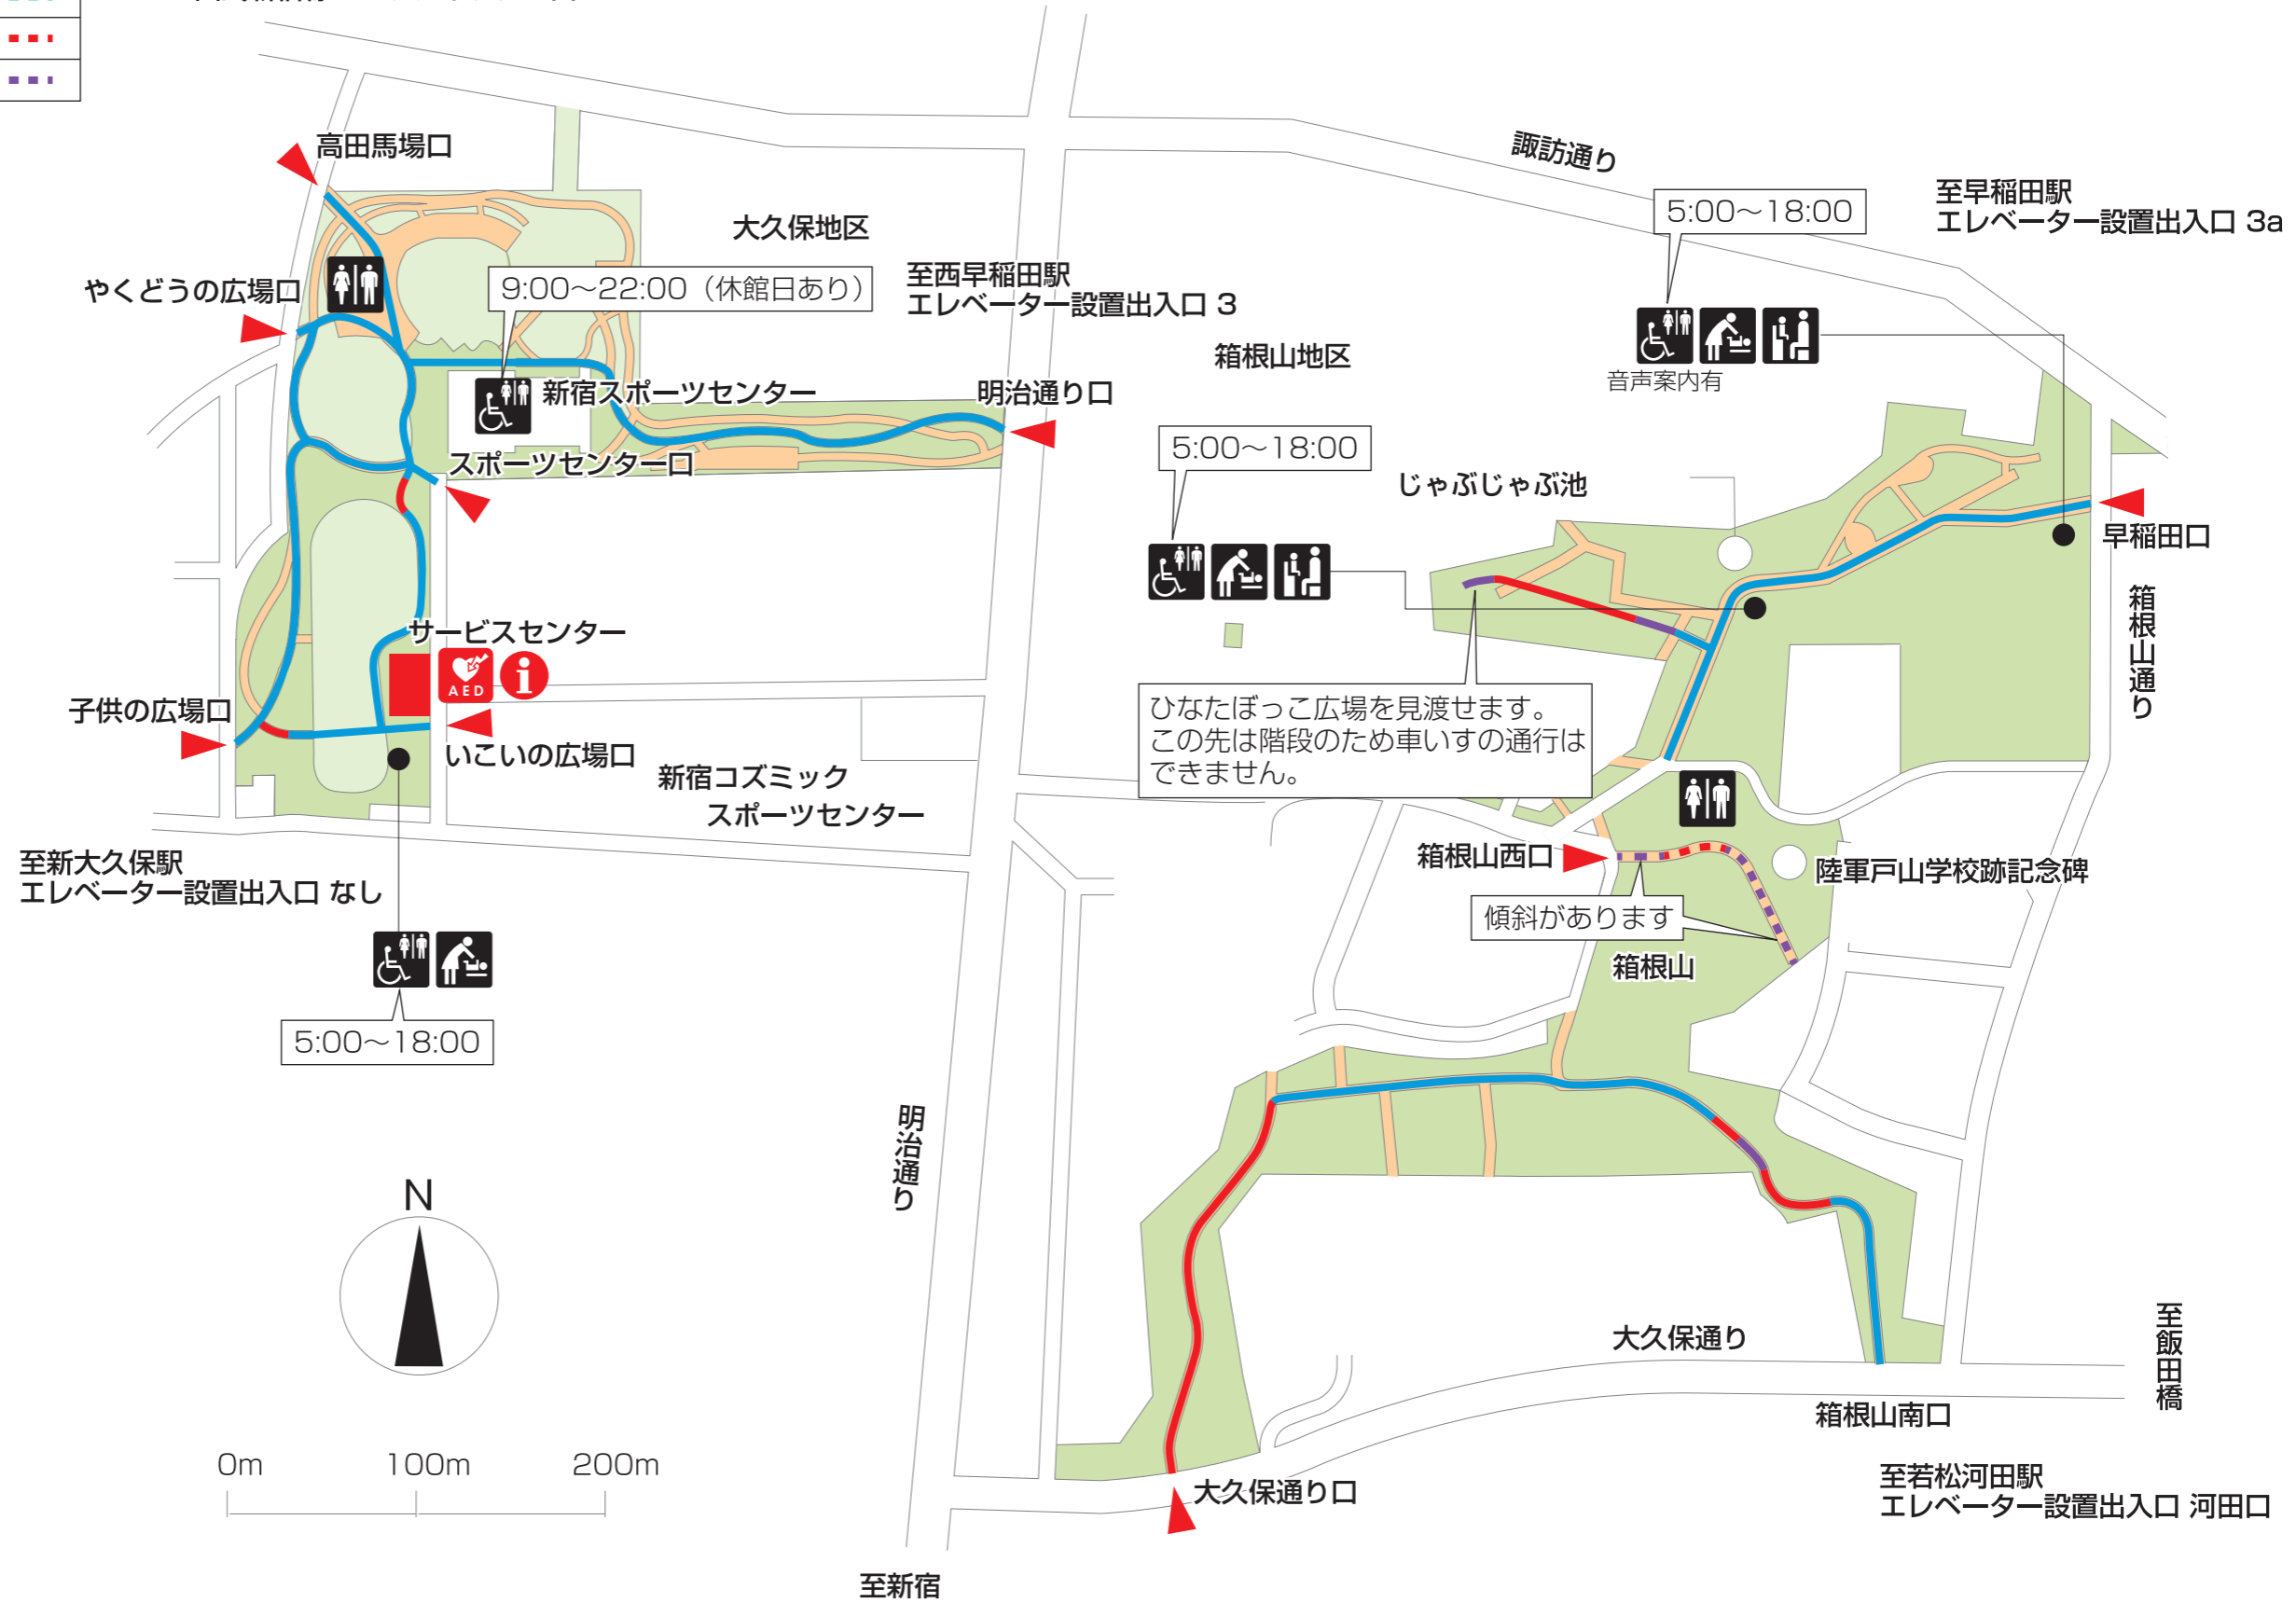 高田馬場口
諏訪通り
5:00〜18:00
至早稲田駅
エレベーター設置出入口 3a
大久保地区
やくどうの広場口
9:00〜22:00（休館日あり）
至西早稲田駅
エレベーター設置出入口 3
箱根山地区
音声案内有
新宿スポーツセンター
明治通り口
5:00〜18:00
スポーツセンター口
じゃぶじゃぶ池
早稲田口
箱根山通り
サービスセンター
AED
i
子供の広場口
いこいの広場口
ひなたぼっこ広場を見渡せます。
この先は階段のため車いすの通行は
できません。
新宿コズミック
スポーツセンター
至新大久保駅
エレベーター設置出入口 なし
箱根山西口
陸軍戸山学校跡記念碑
傾斜があります
箱根山
5:00〜18:00
明治通り
N
大久保通り
至飯田橋
箱根山南口
0m 100m 200m
大久保通り口
至若松河田駅
エレベーター設置出入口 河田口
至新宿